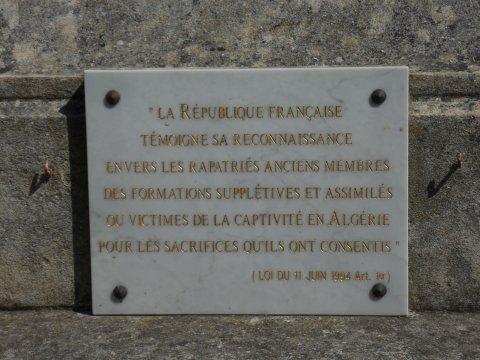 "LA RÉPUBLIQUE FRANÇAISE
TÉMOIGNE SA RECONNAISSANCE
ENVERS LES RAPATRIÉS ANCIENS MEMBRES
DES FORMATIONS SUPPLÉTIVES ET ASSIMILÉS
OU VICTIMES DE LA CAPTIVITÉ EN ALGÉRIE
POUR LES SACRIFICES QU'ILS ONT CONSENTIS"
(LOI DU 11 JUIN 1994 Art. 1er)